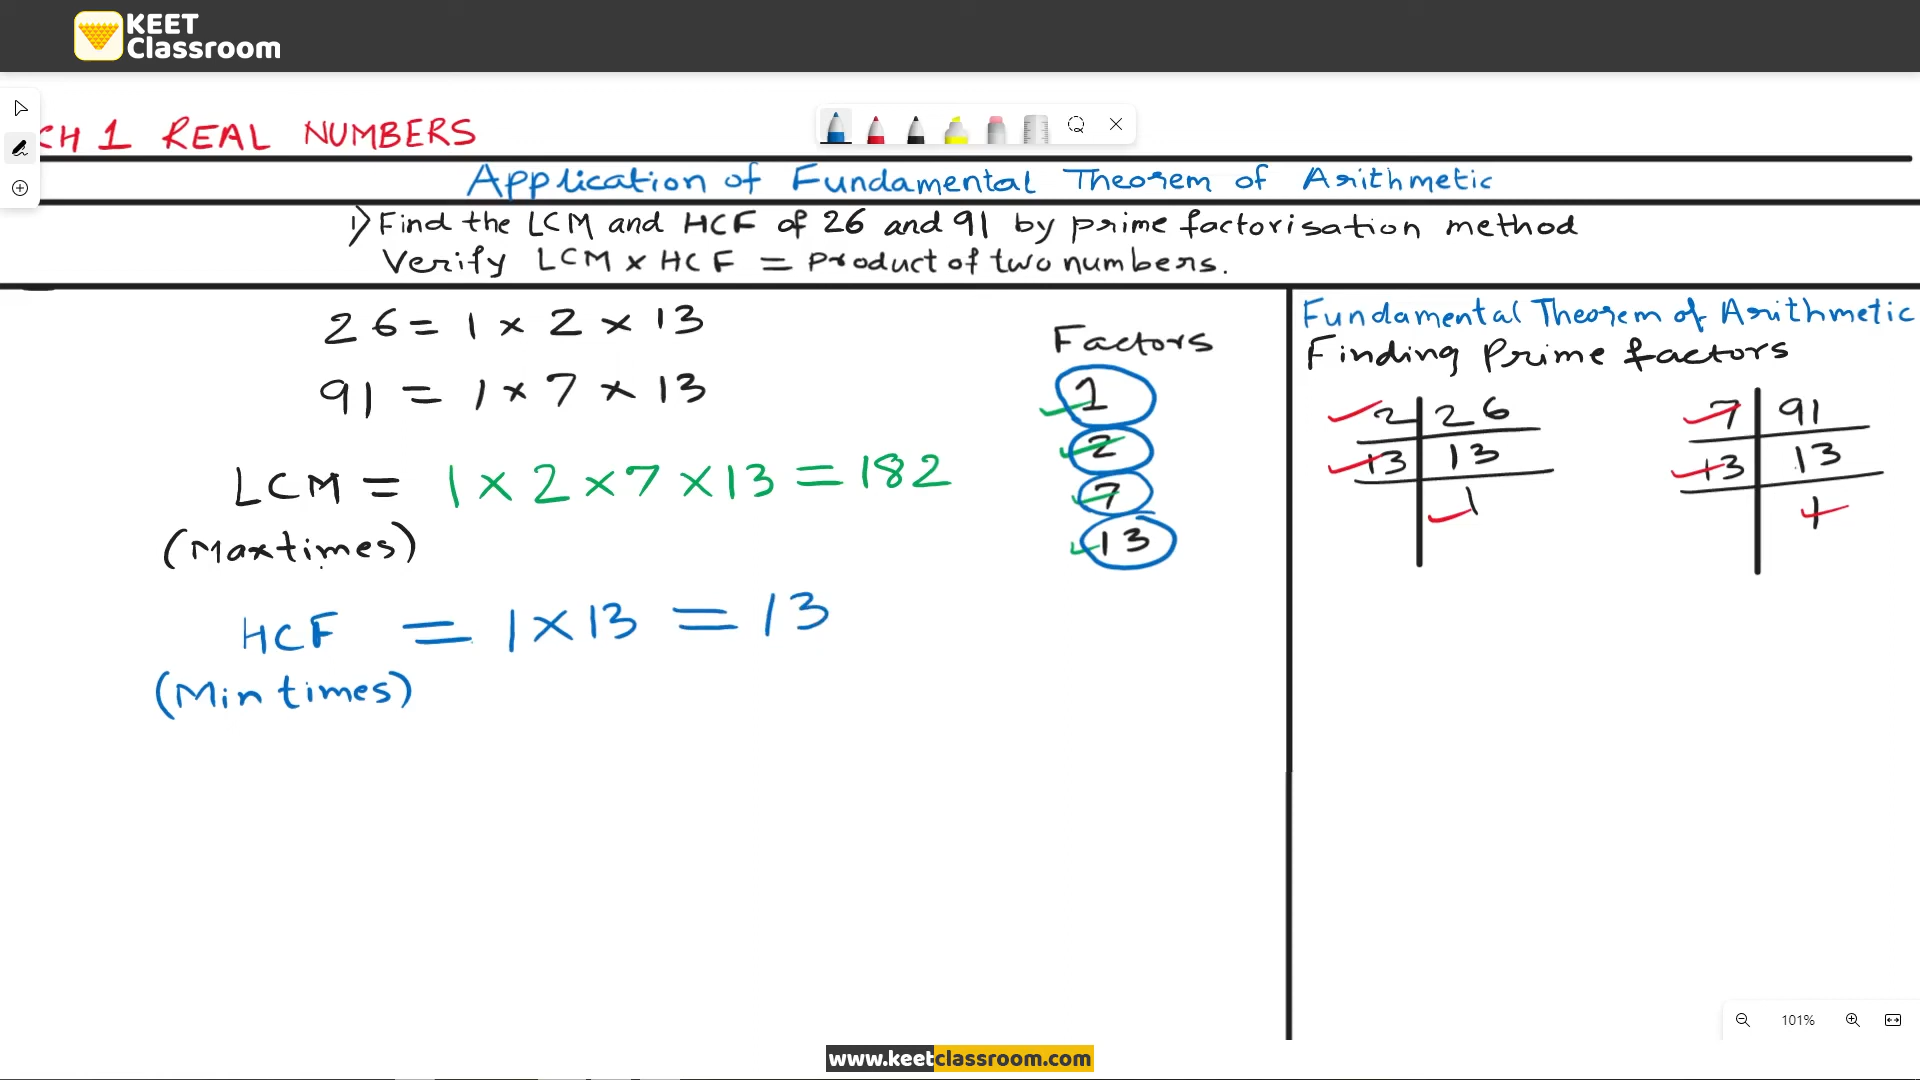 KEET
Classroom
CH 1 REAL NUMBERS
Application of Fundamental Theorem of Arithmetic
1) Find the LCM and HCF of 26 and 91 by prime factorisation method
Verify LCM x HCF = Product of two numbers.
26 = 1 x 2 x 13
91 = 1 x 7 x 13
LCM = 1 x 2 x 7 x 13 = 182
(Maxtimes)
HCF = 1 x 13 = 13
(Min times)
Factors
1
2
7
13
Fundamental Theorem of Arithmetic
Finding Prime factors
2 26
13 13
1
7 91
13 13
1
101%
www.keetclassroom.com